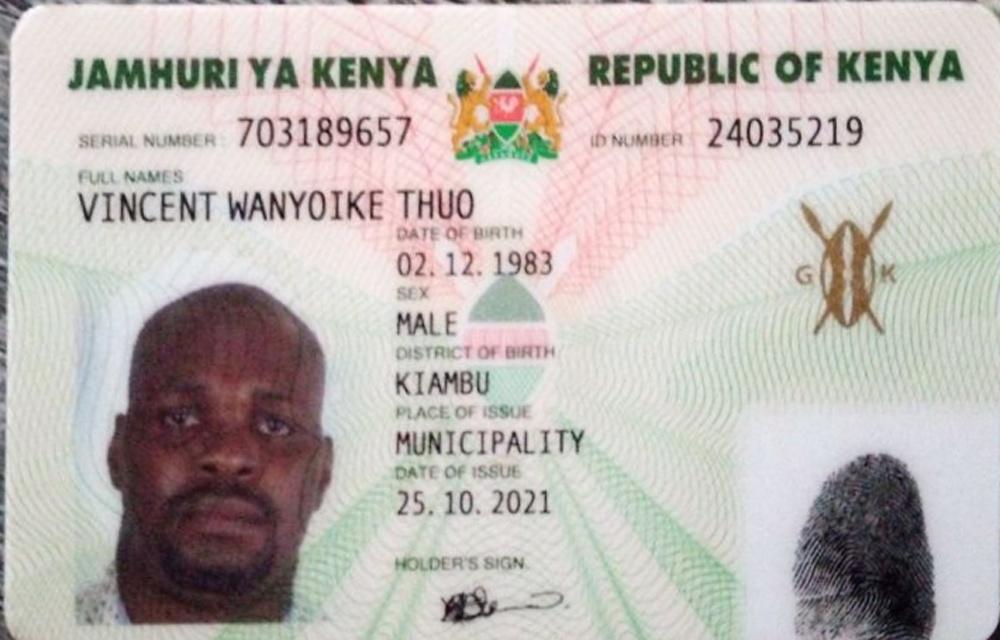 JAMHURI YA KENYA
REPUBLIC OF KENYA
SERIAL NUMBER: 703189657
ID NUMBER: 24035219
FULL NAMES
VINCENT WANYOIKE THUO
DATE OF BIRTH
02. 12. 1983
SEX
MALE
DISTRICT OF BIRTH
KIAMBU
PLACE OF ISSUE
MUNICIPALITY
DATE OF ISSUE
25. 10. 2021
HOLDER'S SIGN.
G K